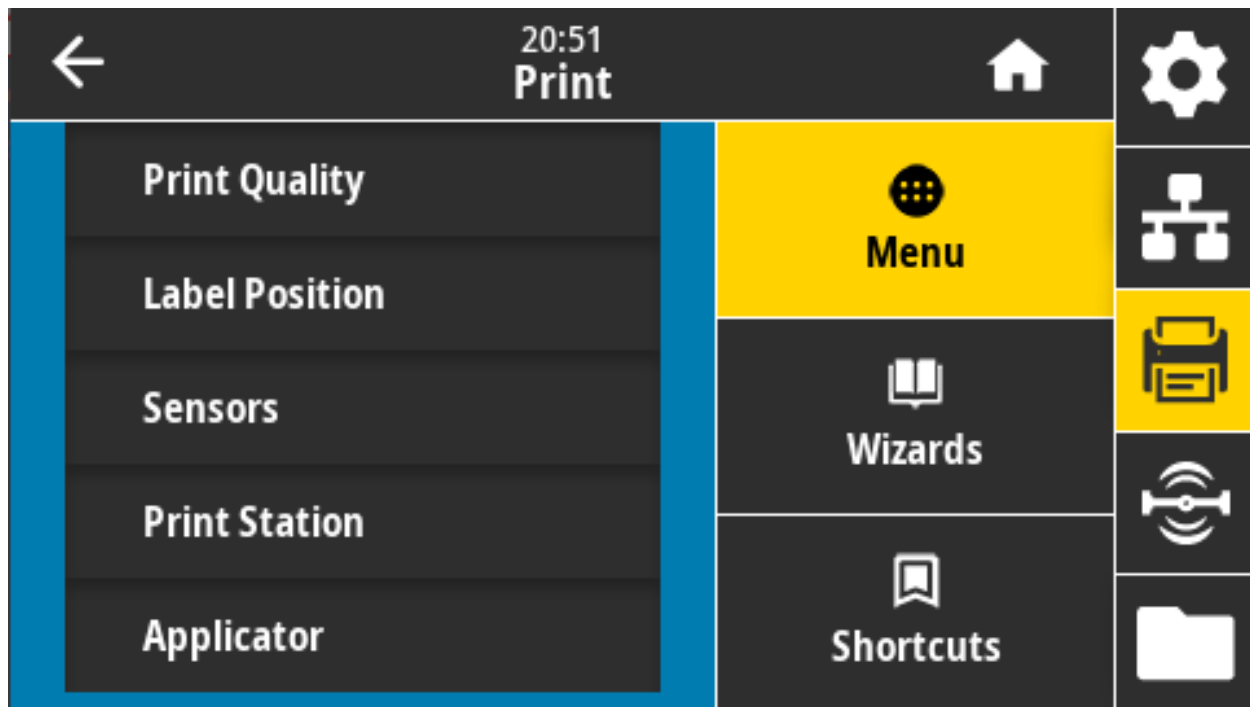 20:51
Print
Print Quality
Label Position
Sensors
Print Station
Applicator
Menu
Wizards
Shortcuts